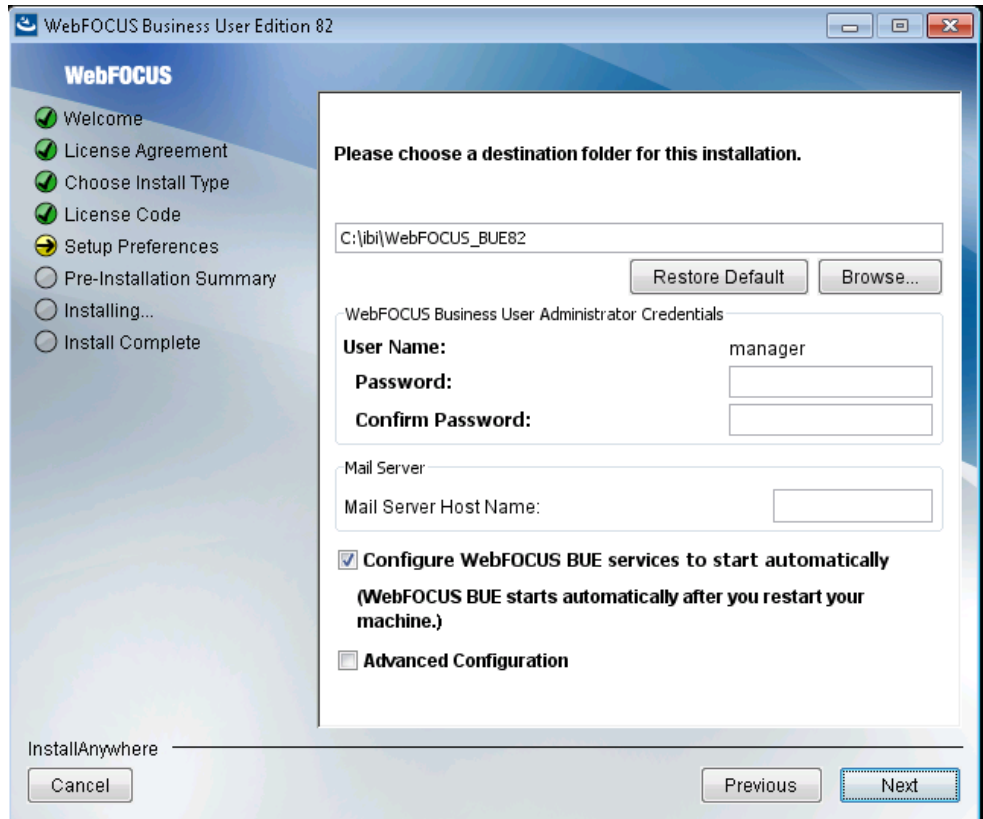 WebFOCUS Business User Edition 82
WebFOCUS
Welcome
License Agreement
Choose Install Type
License Code
Setup Preferences
Pre-Installation Summary
Installing...
Install Complete
Please choose a destination folder for this installation.
C:\ibi\WebFOCUS_BUE82
Restore Default
Browse...
WebFOCUS Business User Administrator Credentials
User Name: manager
Password:
Confirm Password:
Mail Server
Mail Server Host Name:
Configure WebFOCUS BUE services to start automatically
(WebFOCUS BUE starts automatically after you restart your
machine.)
Advanced Configuration
InstallAnywhere
Cancel
Previous
Next